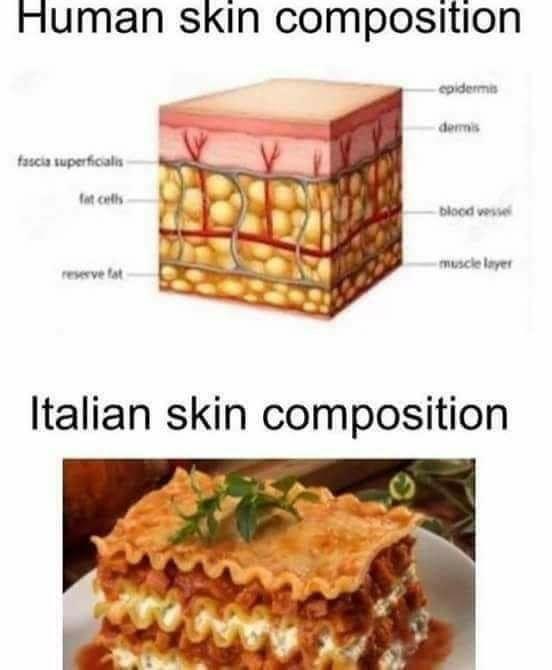 Human skin composition
epidermis
dermis
fascia superficialis
fat cells
blood vessel
reserve fat
muscle layer
Italian skin composition